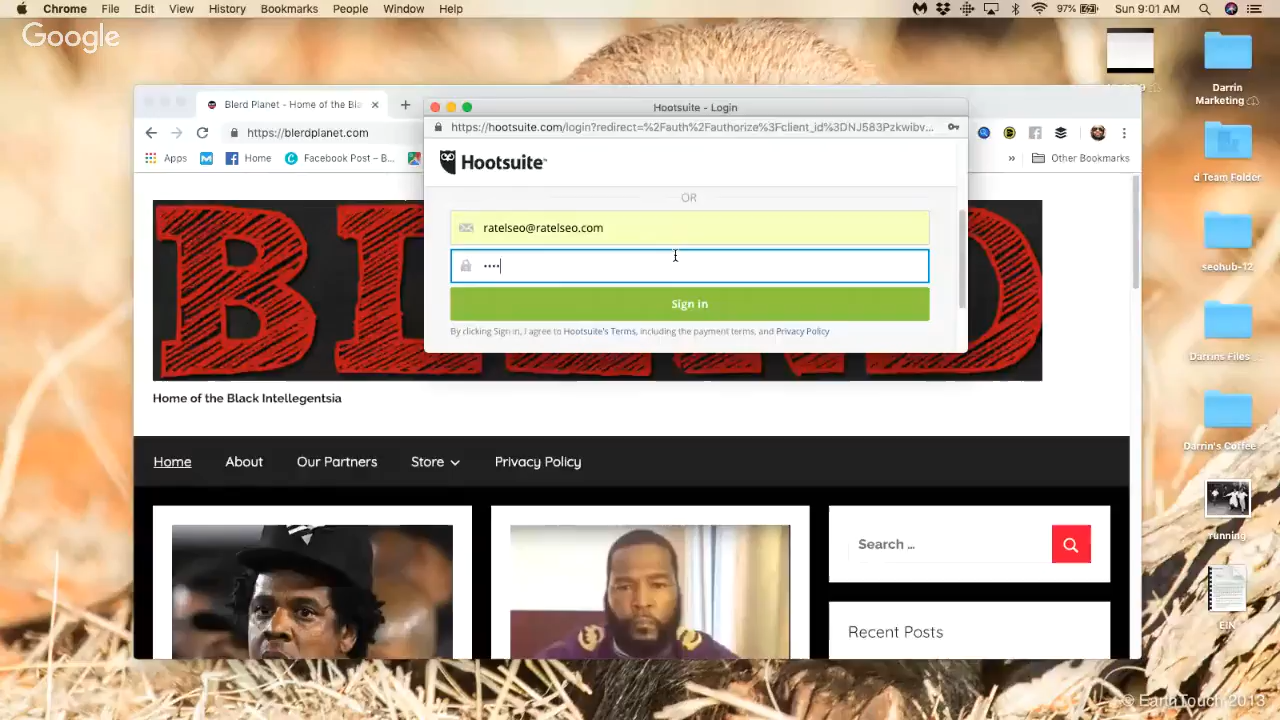 Chrome File Edit View History Bookmarks People Window Help 97% Sun 9:01 AM
Google
Darrin
Marketing
d Team Folder
seohub-12
Darrins Files
Darrin's Coffee
running
EIN
Blerd Planet - Home of the Bla
https://blerdplanet.com
Apps Home Facebook Post – B... » Other Bookmarks
Hootsuite - Login
https://hootsuite.com/login?redirect=%2Fauth%2Fauthorize%3Fclient_id%3DNJ583Pzkwibv...
Hootsuite™
OR
ratelseo@ratelseo.com
••••
Sign In
By clicking Sign in, I agree to Hootsuite's Terms, including the payment terms, and Privacy Policy
Home of the Black Intellegentsia
Home About Our Partners Store Privacy Policy
Search …
Recent Posts
© EarthTouch 2013